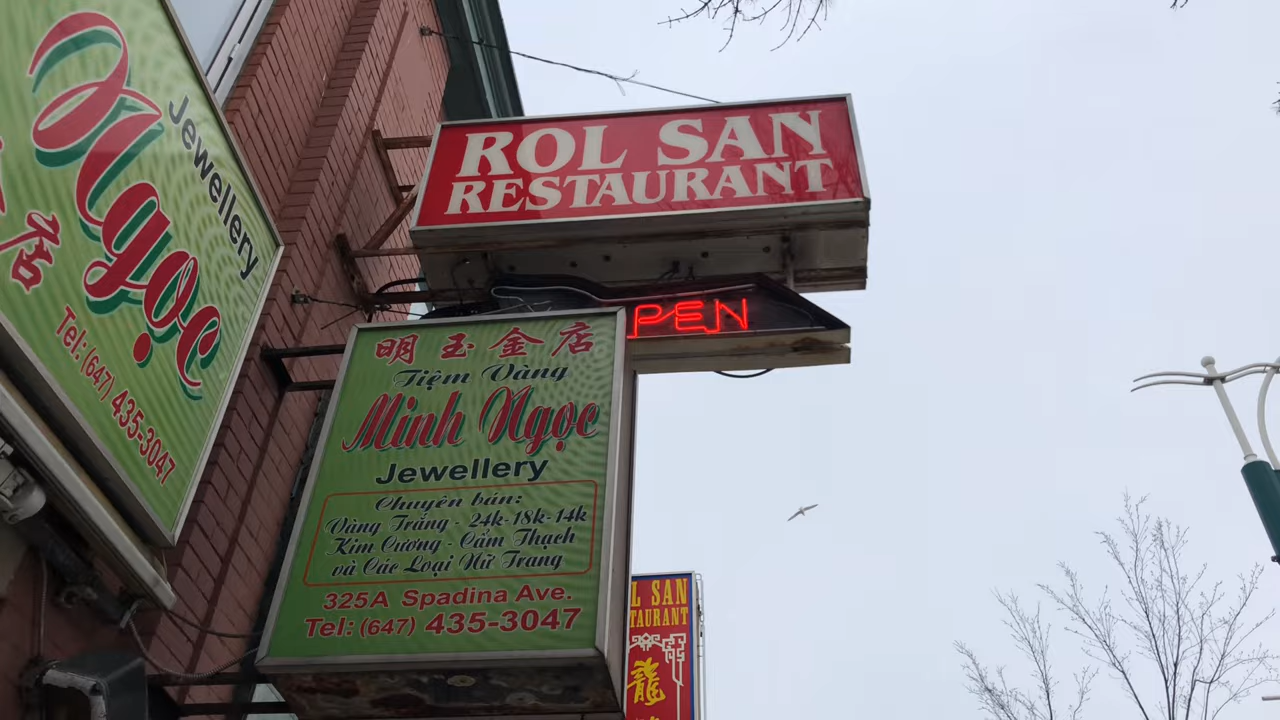 Ngọc
Jewellery
店
Tel: (647) 435-3047
ROL SAN
RESTAURANT
PEN
明玉金店
Tiệm Vàng
Minh Ngọc
Jewellery
Chuyên bán:
Vàng Trắng - 24k-18k-14k
Kim Cương - Cẩm Thạch
và Các Loại Nữ Trang
325A Spadina Ave.
Tel: (647) 435-3047
L SAN
TAURANT
龍